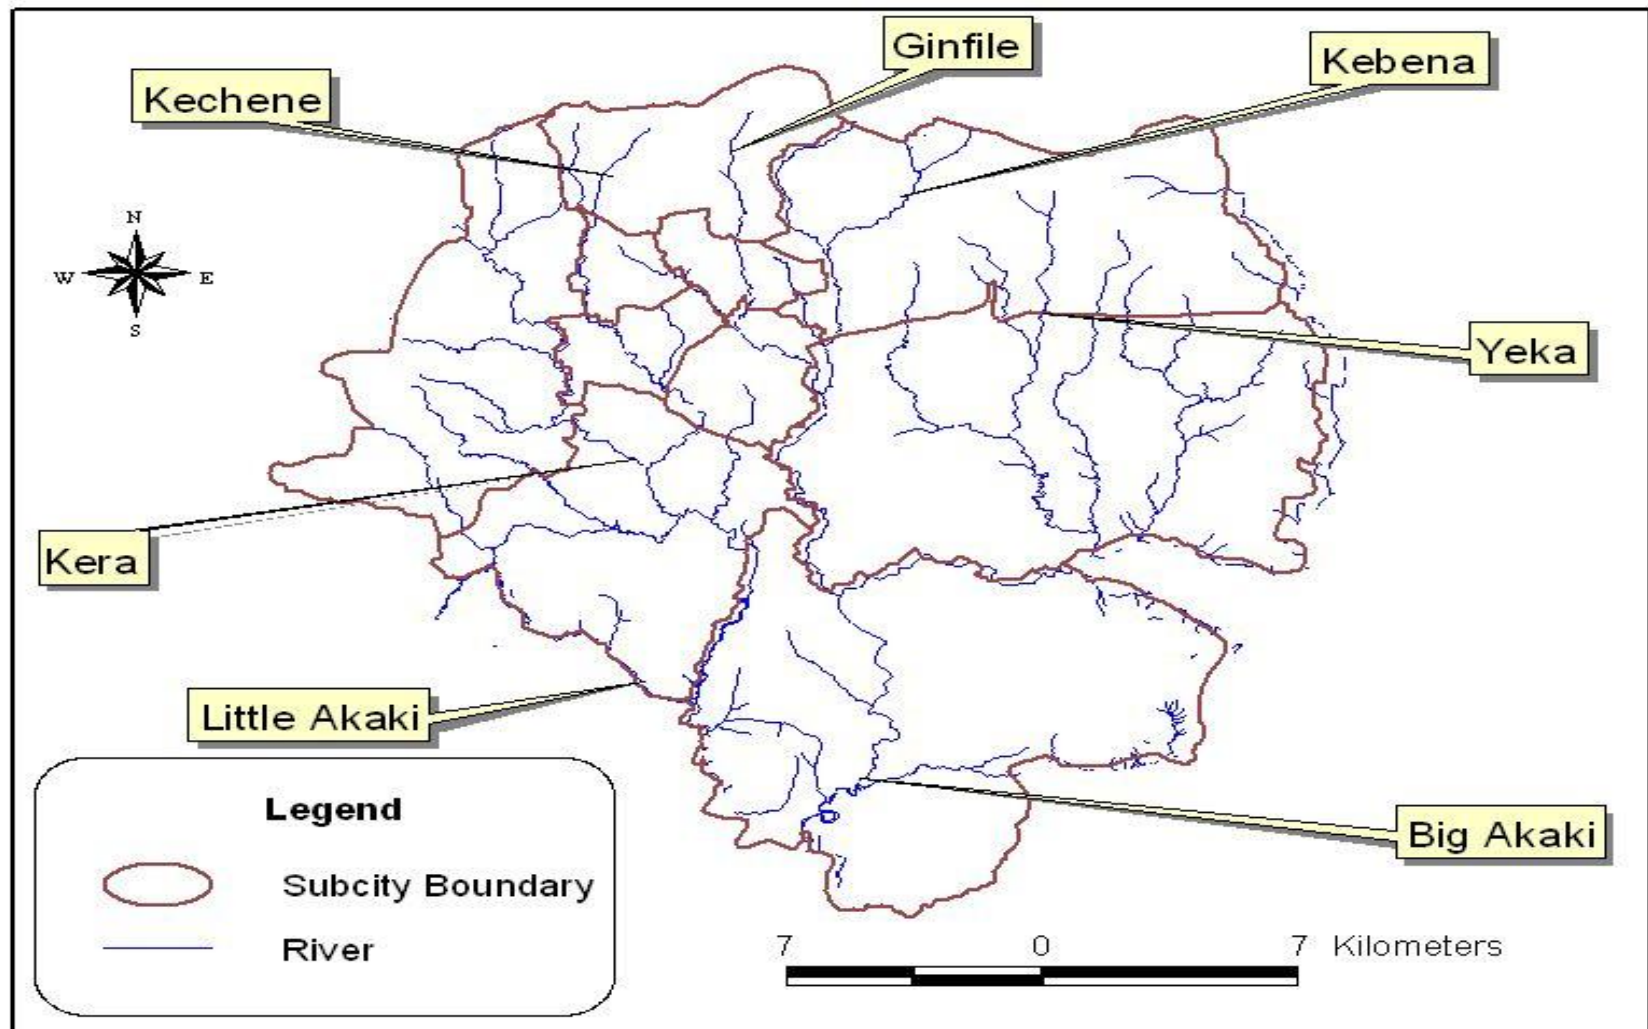 Ginfile
Kebena
Kechene
N
W E
S
Yeka
Kera
Little Akaki
Big Akaki
Legend
Subcity Boundary
River
7 0 7 Kilometers